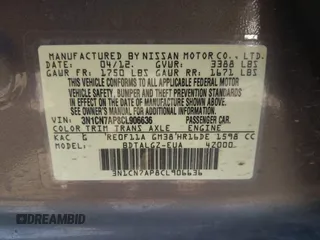 MANUFACTURED BY NISSAN MOTOR CO., LTD.
DATE: 04/12. GVWR: 3388 LBS
GAWR FR: 1750 LBS GAWR RR: 1671 LBS
THIS VEHICLE CONFORMS TO ALL APPLICABLE FEDERAL MOTOR
VEHICLE SAFETY, BUMPER, AND THEFT PREVENTION
STANDARDS IN EFFECT ON THE DATE OF MANUFACTURE
SHOWN ABOVE. SEE OWNER'S MANUAL FOR ADDITIONAL INFORMATION.
VIN: 3N1CN7AP8CL906636 PASSENGER CAR.
COLOR TRIM TRANS AXLE ENGINE
KAC G RE0F11A GM38 HR16DE 1598 CC
BDTALGZ-EUA 4Z000
3N1CN7AP8CL906636
DREAMBID